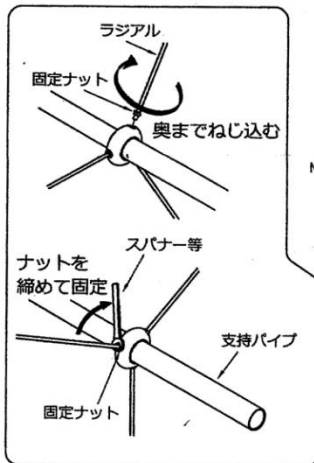 ラジアル
固定ナット
奥までねじ込む
スパナー等
ナットを
締めて固定
支持パイプ
固定ナット